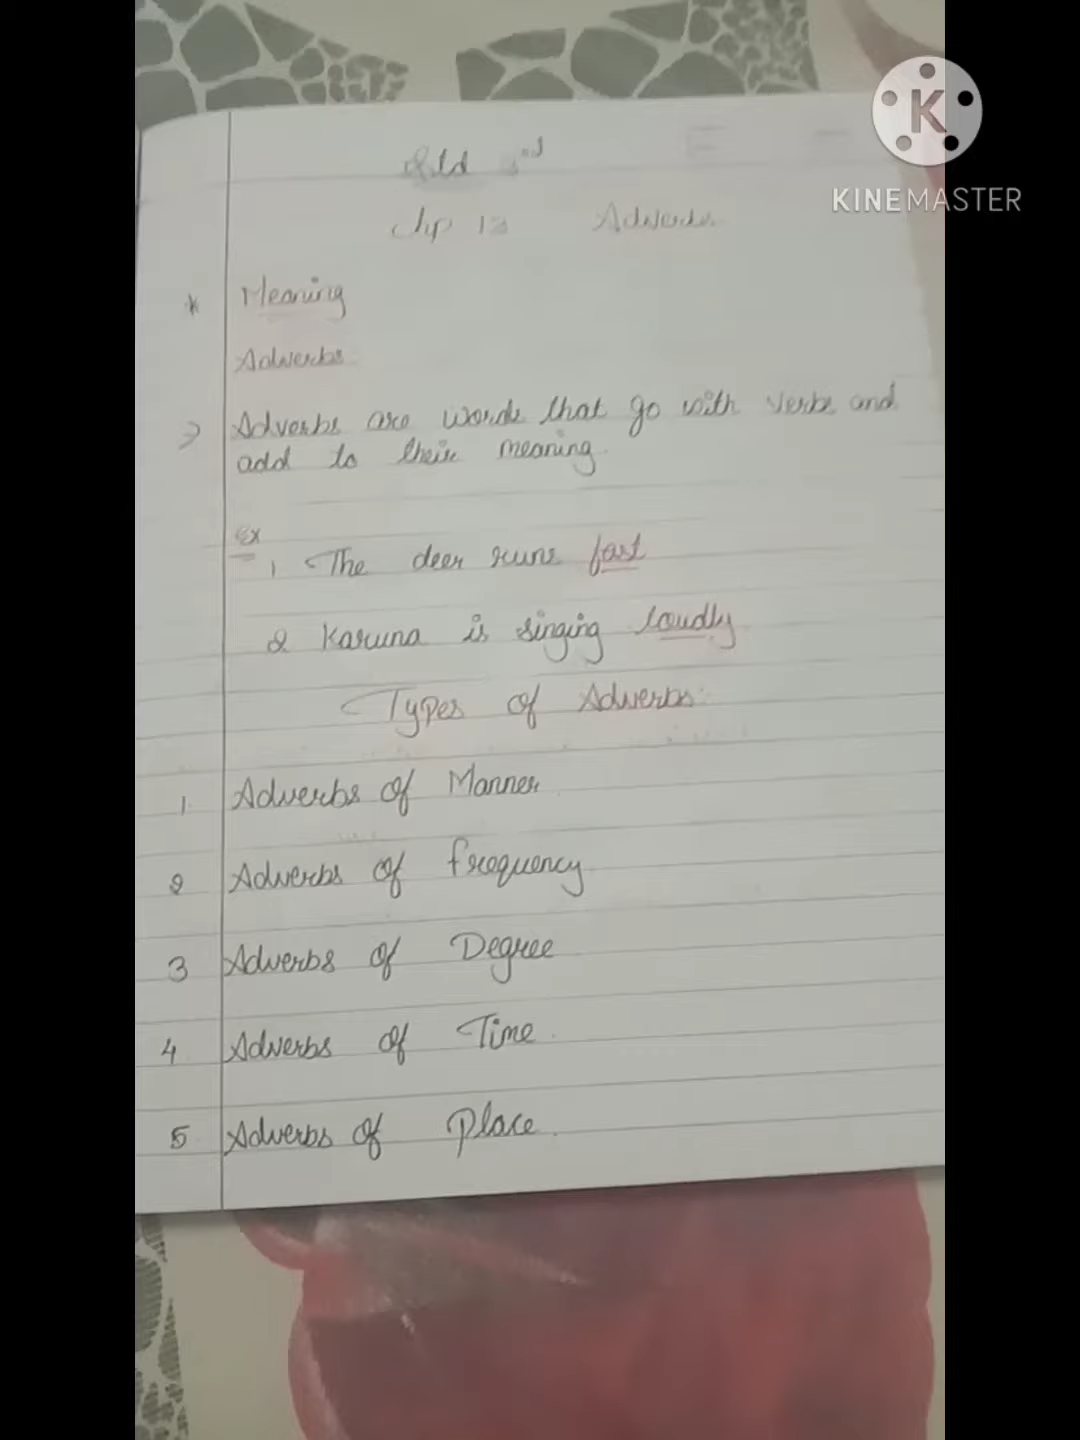 K
KINEMASTER
Std 3rd
Chp 13 Adverbs
* Meaning
Adverbs
Adverbs are words that go with verbs and
add to their meaning.
Ex
1 The deer runs fast
2 Karuna is singing loudly
Types of Adverbs:
1 Adverbs of Manner
2 Adverbs of frequency
3 Adverbs of Degree
4 Adverbs of Time.
5 Adverbs of Place.